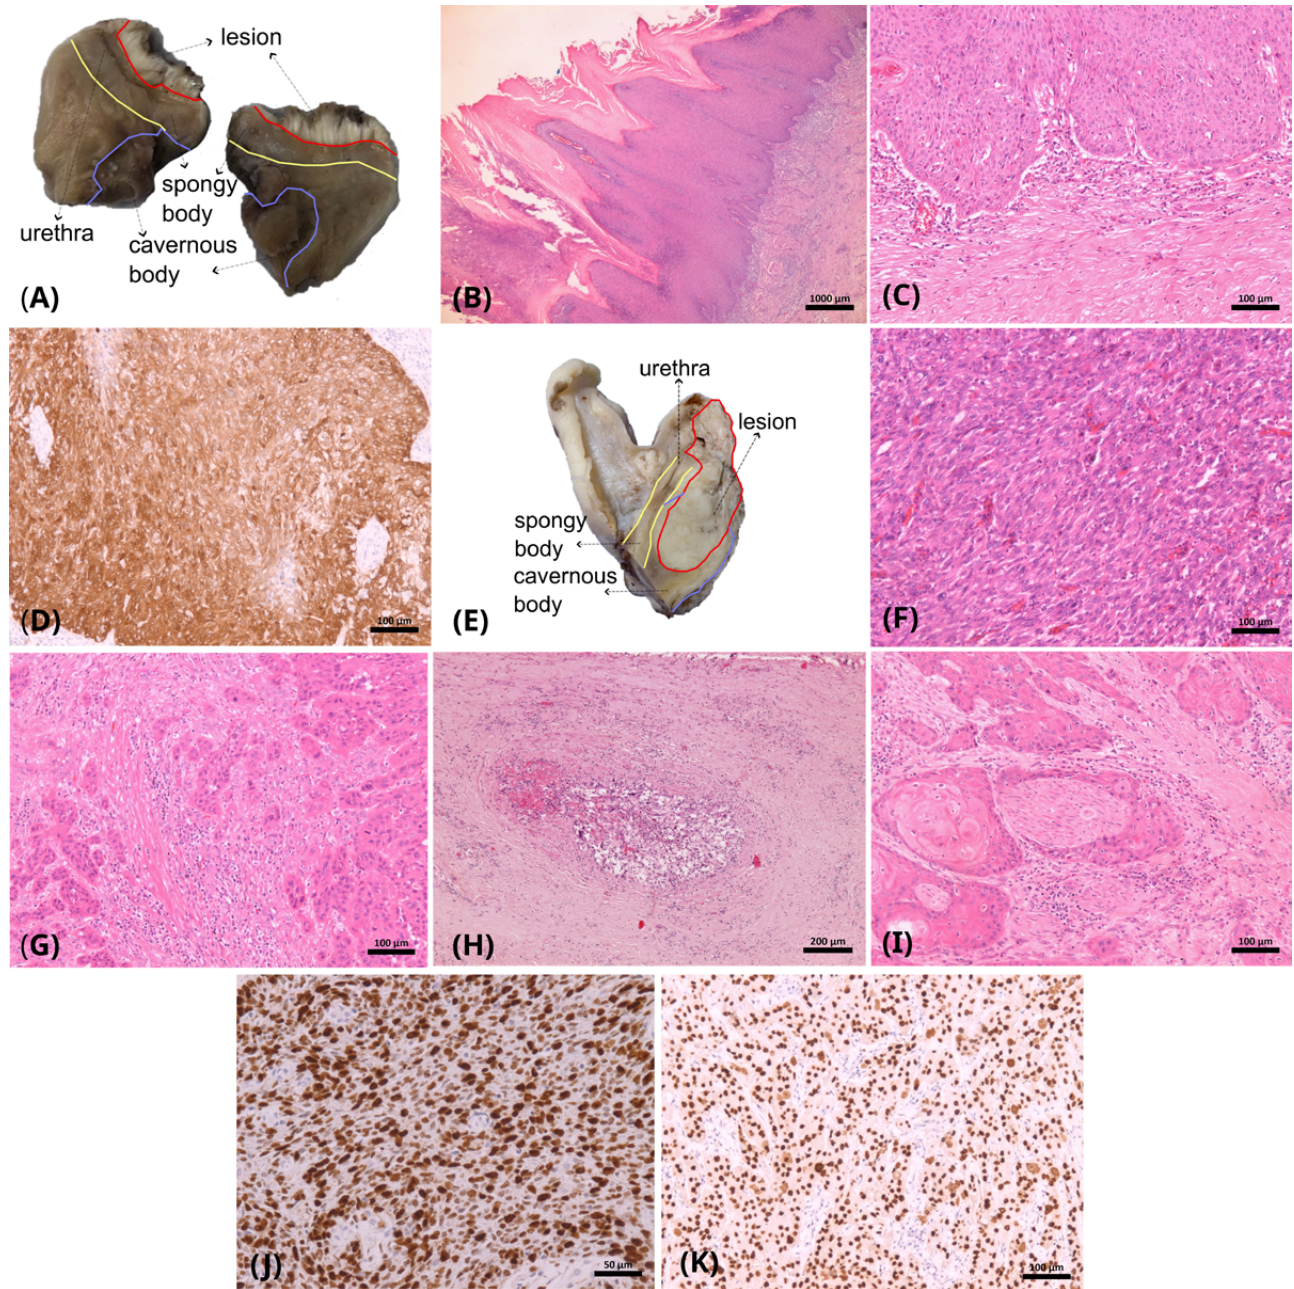 lesion
spongy
body
urethra
cavernous
body
(A)
1000 µm
(B)
100 µm
(C)
100 µm
(D)
urethra
lesion
spongy
body
cavernous
body
(E)
100 µm
(F)
100 µm
(G)
200 µm
(H)
100 µm
(I)
50 µm
(J)
100 µm
(K)